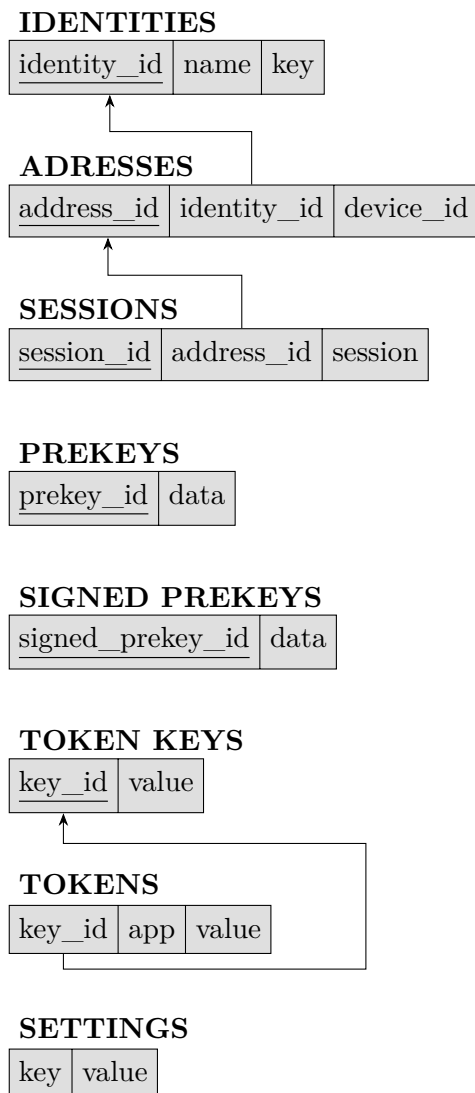 IDENTITIES
identity_id name key
ADRESSES
address_id identity_id device_id
SESSIONS
session_id address_id session
PREKEYS
prekey_id data
SIGNED PREKEYS
signed_prekey_id data
TOKEN KEYS
key_id value
TOKENS
key_id app value
SETTINGS
key value